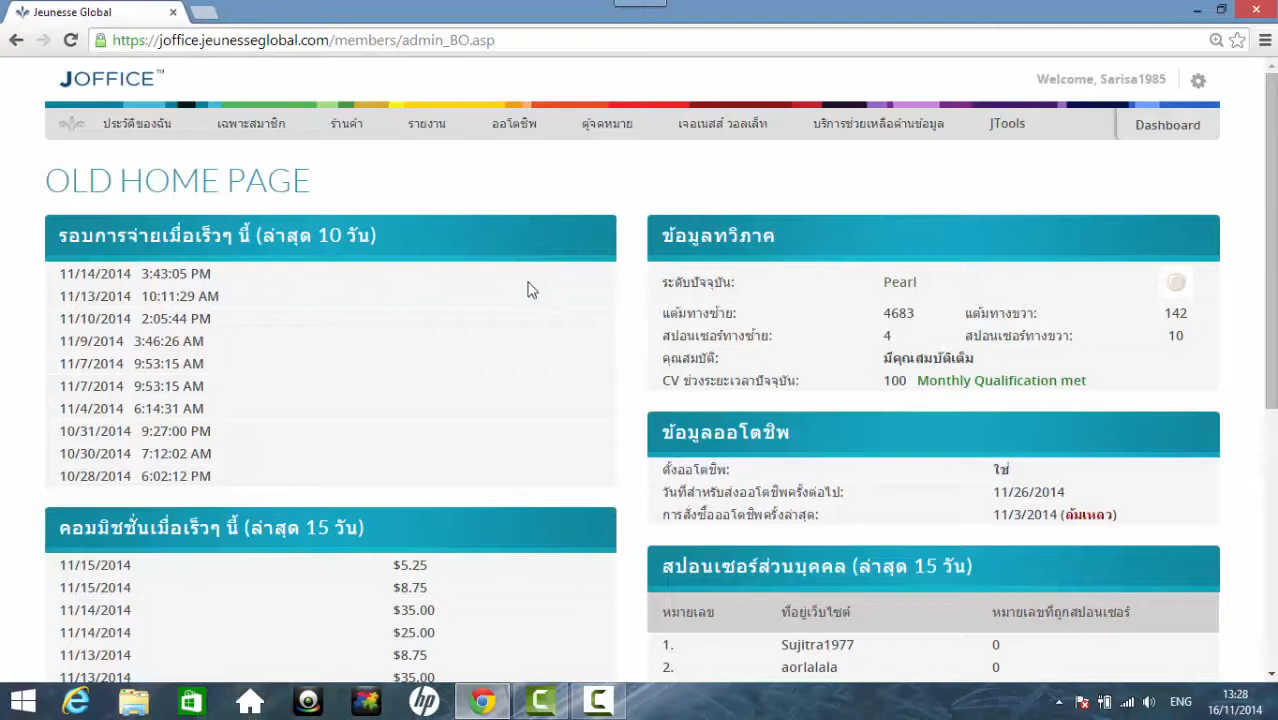 Jeunesse Global
https://joffice.jeunesseglobal.com/members/admin_BO.asp
JOFFICE™
Welcome, Sarisa1985
ประวัติของฉัน เฉพาะสมาชิก ร้านค้า รายงาน ออโตชิพ ตู้จดหมาย เจอเนสส์ วอลเล็ท บริการช่วยเหลือด้านข้อมูล JTools Dashboard
OLD HOME PAGE
รอบการจ่ายเมื่อเร็วๆ นี้ (ล่าสุด 10 วัน)
11/14/2014 3:43:05 PM
11/13/2014 10:11:29 AM
11/10/2014 2:05:44 PM
11/9/2014 3:46:26 AM
11/7/2014 9:53:15 AM
11/7/2014 9:53:15 AM
11/4/2014 6:14:31 AM
10/31/2014 9:27:00 PM
10/30/2014 7:12:02 AM
10/28/2014 6:02:12 PM
คอมมิชชั่นเมื่อเร็วๆ นี้ (ล่าสุด 15 วัน)
11/15/2014 $5.25
11/15/2014 $8.75
11/14/2014 $35.00
11/14/2014 $25.00
11/13/2014 $8.75
11/13/2014 $35.00
ข้อมูลทวิภาค
ระดับปัจจุบัน: Pearl
แต้มทางซ้าย: 4683 แต้มทางขวา: 142
สปอนเซอร์ทางซ้าย: 4 สปอนเซอร์ทางขวา: 10
คุณสมบัติ: มีคุณสมบัติเต็ม
CV ช่วงระยะเวลาปัจจุบัน: 100 Monthly Qualification met
ข้อมูลออโตชิพ
ตั้งออโตชิพ: ใช่
วันที่สำหรับส่งออโตชิพครั้งต่อไป: 11/26/2014
การสั่งซื้อออโตชิพครั้งล่าสุด: 11/3/2014 (ล้มเหลว)
สปอนเซอร์ส่วนบุคคล (ล่าสุด 15 วัน)
หมายเลข ที่อยู่เว็บไซต์ หมายเลขที่ถูกสปอนเซอร์
1. Sujitra1977 0
2. aorlalala 0
hp
ENG
13:28
16/11/2014